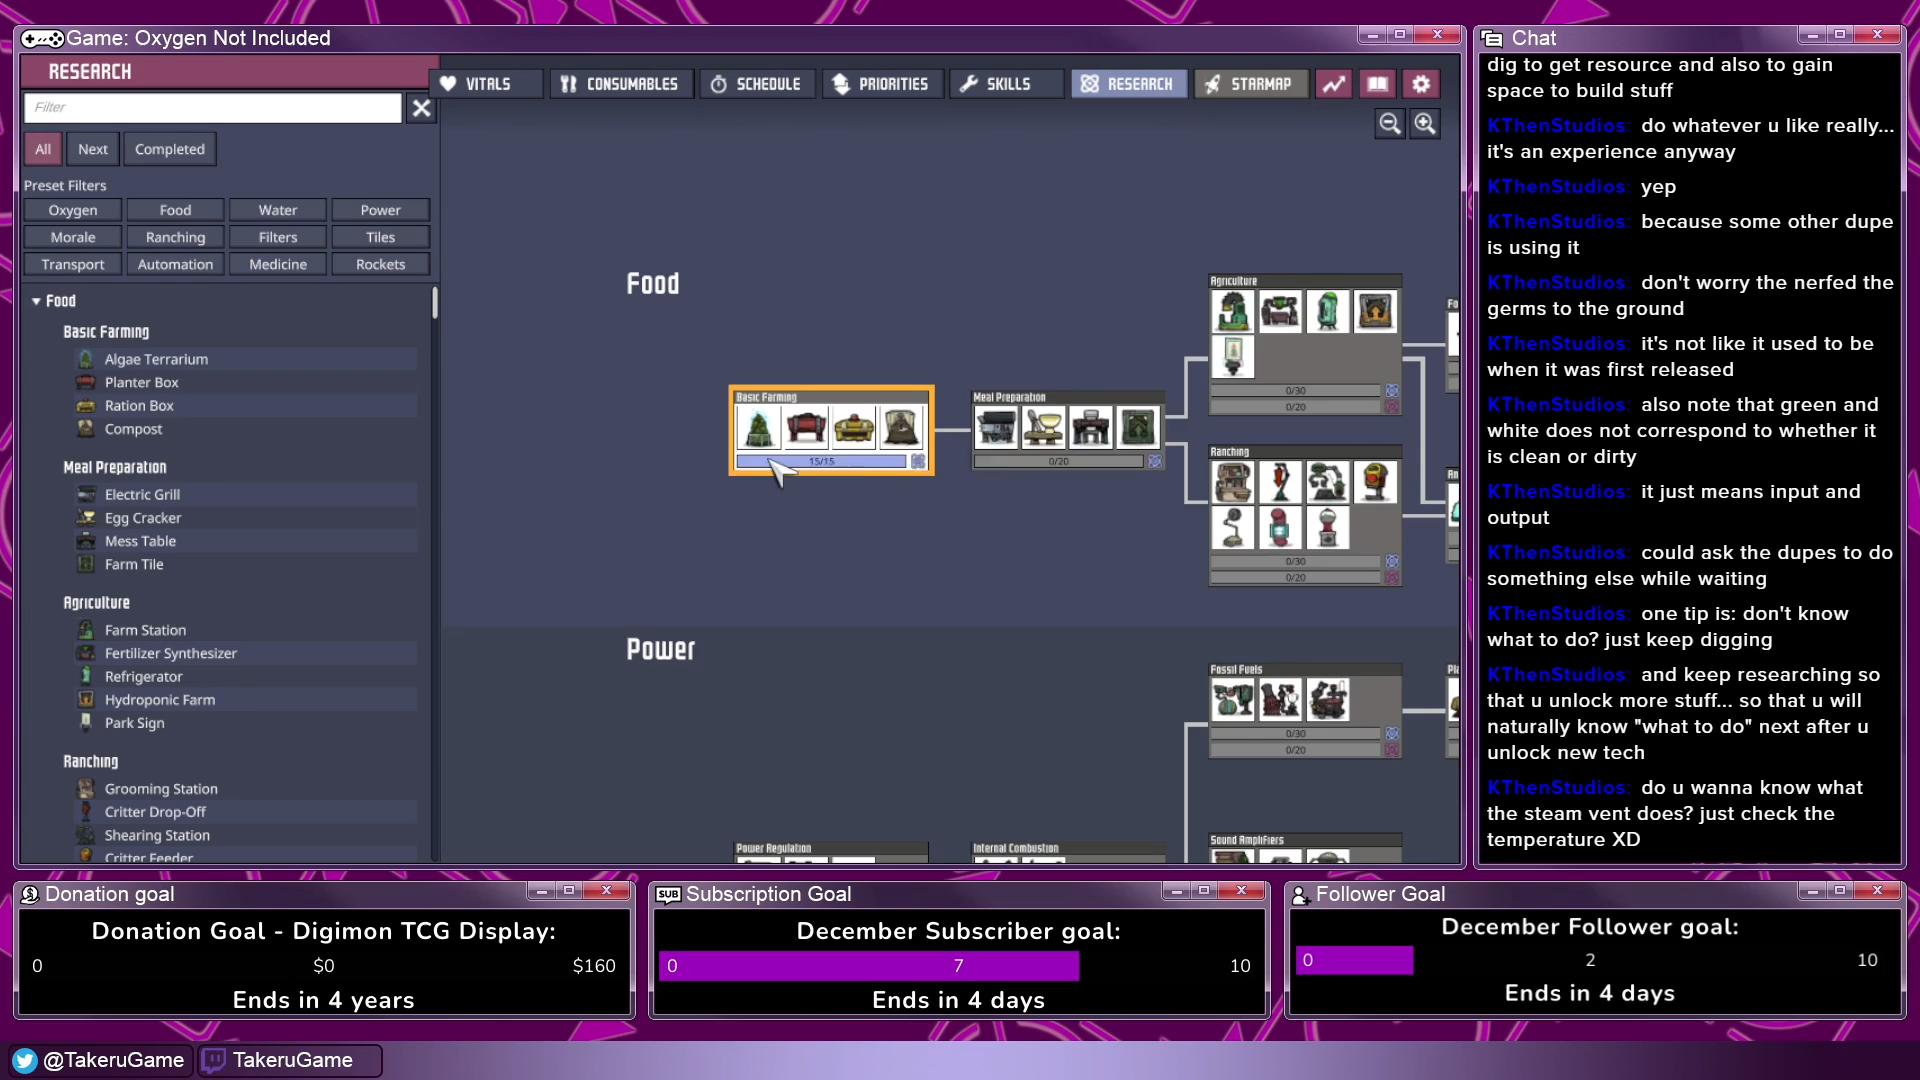 Game: Oxygen Not Included
Chat
RESEARCH
VITALS
CONSUMABLES
SCHEDULE
PRIORITIES
SKILLS
RESEARCH
STARMAP
Filter
All
Next
Completed
Preset Filters
Oxygen
Food
Water
Power
Morale
Ranching
Filters
Tiles
Transport
Automation
Medicine
Rockets
Food
Basic Farming
Algae Terrarium
Planter Box
Ration Box
Compost
Meal Preparation
Electric Grill
Egg Cracker
Mess Table
Farm Tile
Agriculture
Farm Station
Fertilizer Synthesizer
Refrigerator
Hydroponic Farm
Park Sign
Ranching
Grooming Station
Critter Drop-Off
Shearing Station
Critter Feeder
Food
Basic Farming
15/15
Meal Preparation
0/20
Agriculture
0/30
0/20
Ranching
0/30
0/20
Power
Fossil Fuels
0/30
0/20
Power Regulation
Internal Combustion
Sound Amplifiers
dig to get resource and also to gain
space to build stuff
KThenStudios: do whatever u like really...
it's an experience anyway
KThenStudios: yep
KThenStudios: because some other dupe
is using it
KThenStudios: don't worry the nerfed the
germs to the ground
KThenStudios: it's not like it used to be
when it was first released
KThenStudios: also note that green and
white does not correspond to whether it
is clean or dirty
KThenStudios: it just means input and
output
KThenStudios: could ask the dupes to do
something else while waiting
KThenStudios: one tip is: don't know
what to do? just keep digging
KThenStudios: and keep researching so
that u unlock more stuff... so that u will
naturally know "what to do" next after u
unlock new tech
KThenStudios: do u wanna know what
the steam vent does? just check the
temperature XD
Donation goal
Donation Goal - Digimon TCG Display:
0 $0 $160
Ends in 4 years
SUB Subscription Goal
December Subscriber goal:
0 7 10
Ends in 4 days
Follower Goal
December Follower goal:
0 2 10
Ends in 4 days
@TakeruGame
TakeruGame